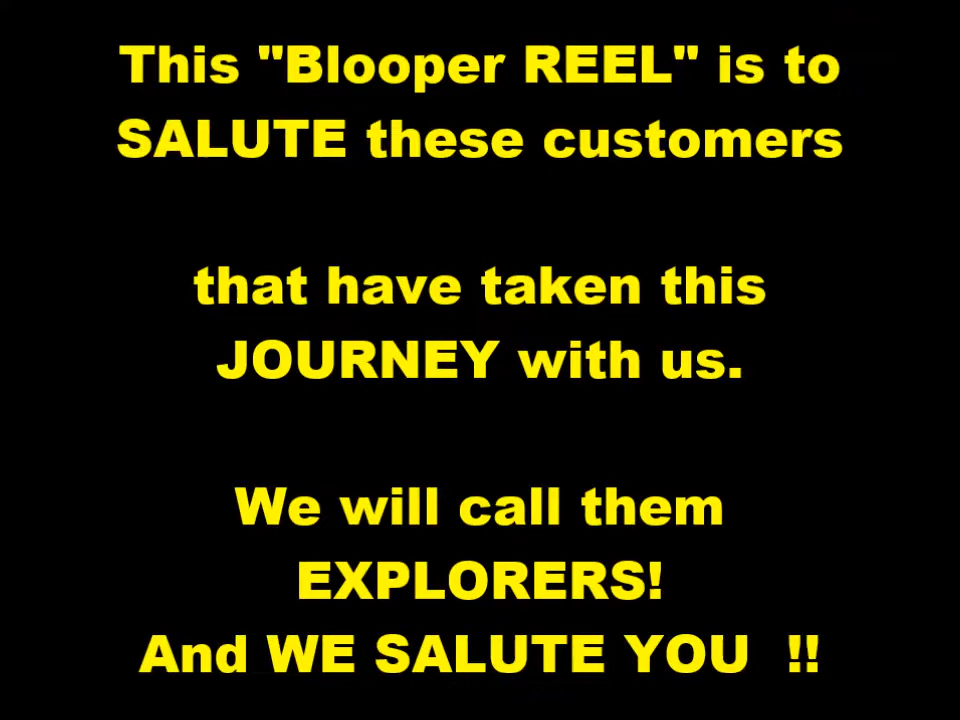 This "Blooper REEL" is to
SALUTE these customers
that have taken this
JOURNEY with us.
We will call them
EXPLORERS!
And WE SALUTE YOU  !!